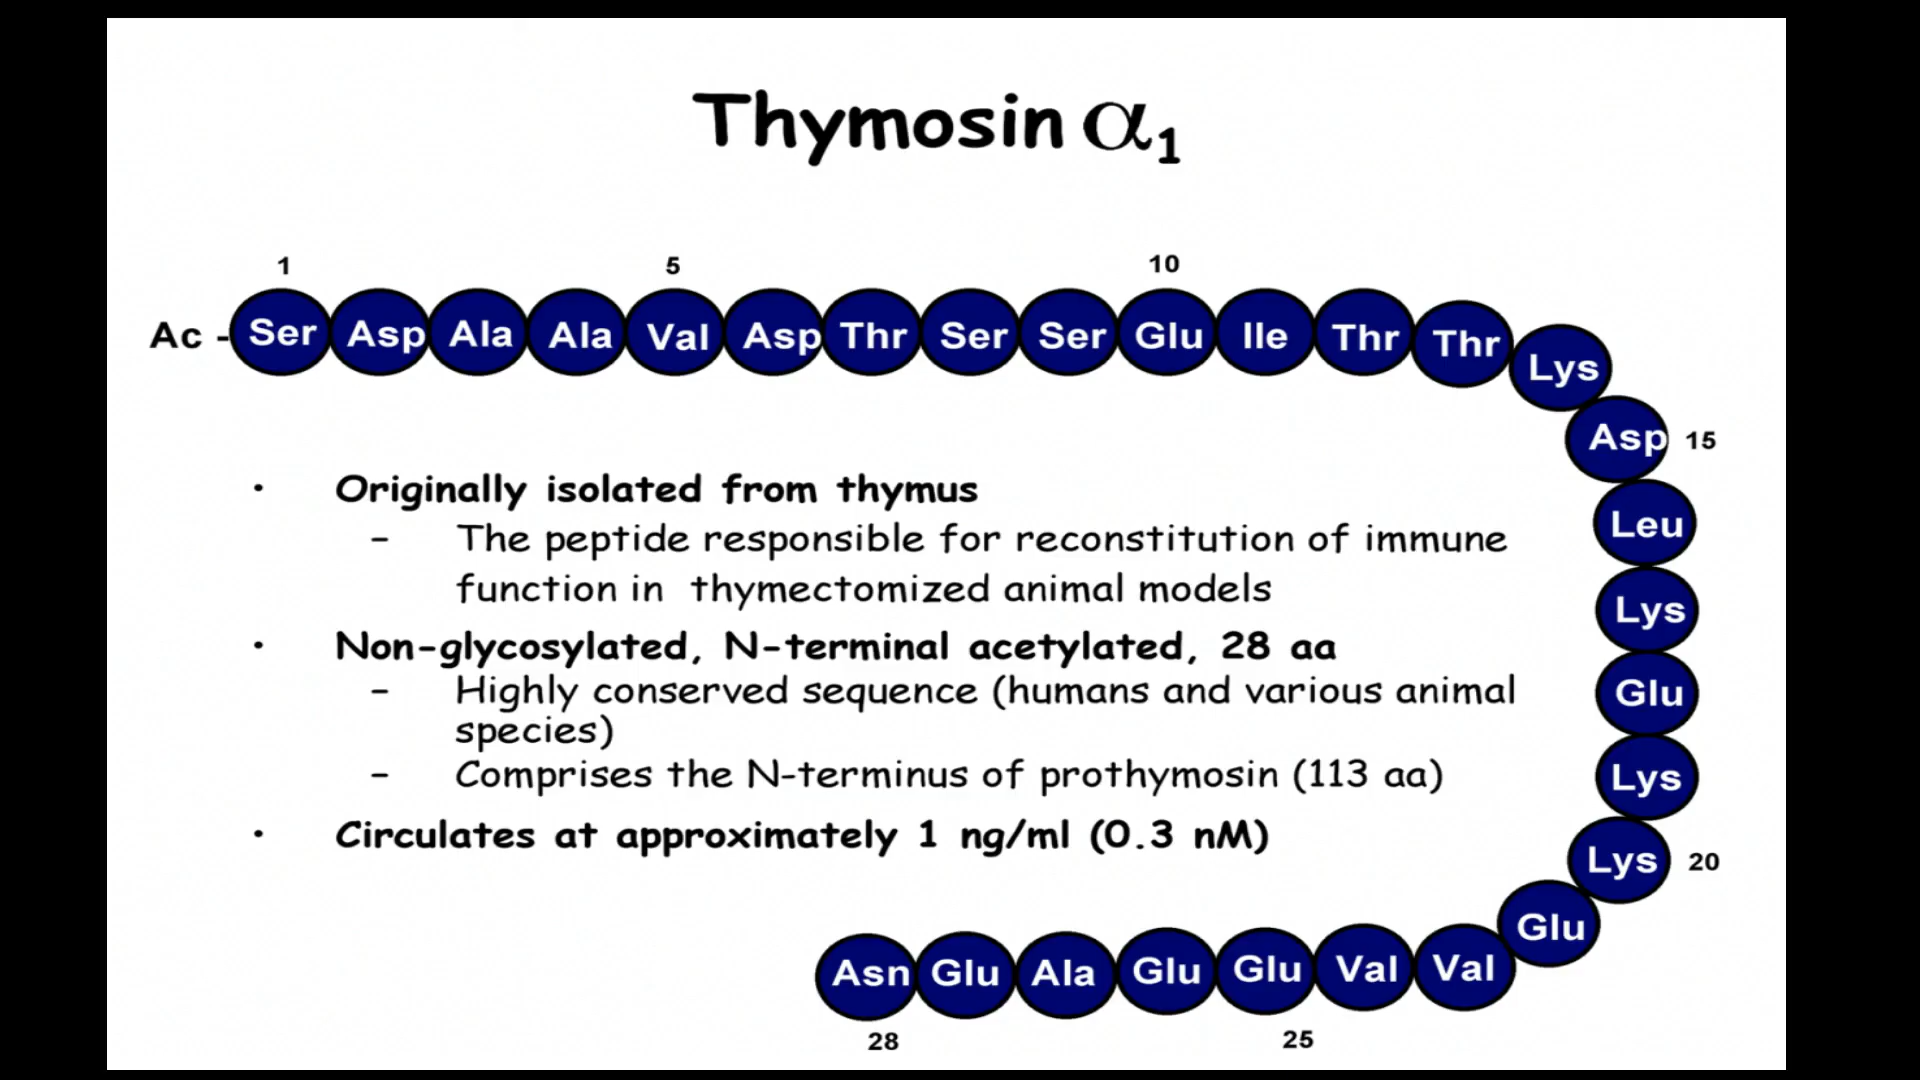 Thymosin α1
1 5 10
Ac - Ser Asp Ala Ala Val Asp Thr Ser Ser Glu Ile Thr Thr Lys
Asp 15
Leu
Lys
Glu
Lys
Lys 20
Glu
Asn Glu Ala Glu Glu Val Val
28 25
· Originally isolated from thymus
– The peptide responsible for reconstitution of immune
function in thymectomized animal models
· Non-glycosylated, N-terminal acetylated, 28 aa
– Highly conserved sequence (humans and various animal
species)
– Comprises the N-terminus of prothymosin (113 aa)
· Circulates at approximately 1 ng/ml (0.3 nM)